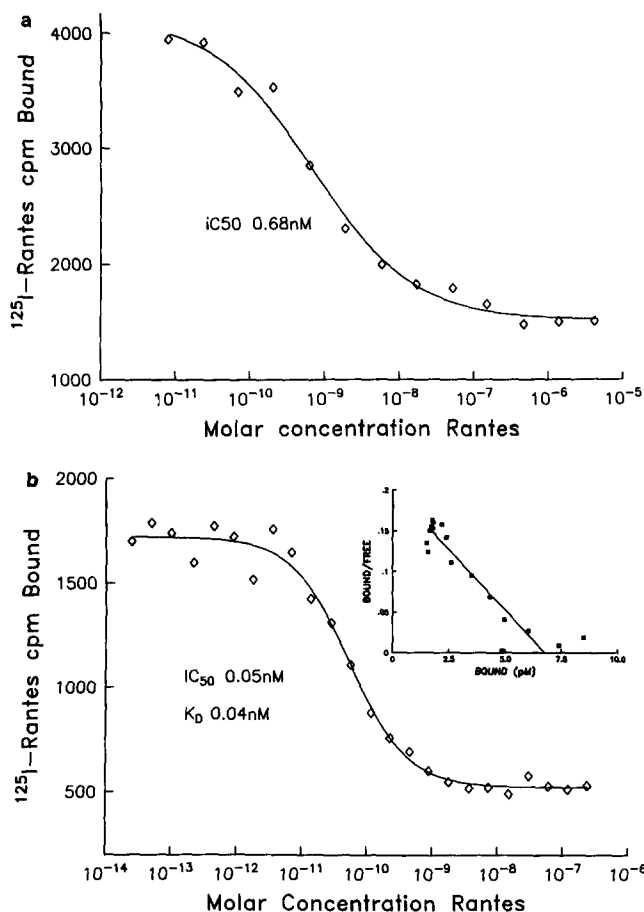 a
4000
3000
2000
1000
¹²⁵I–Rantes cpm Bound
iC50 0.68nM
10⁻¹² 10⁻¹¹ 10⁻¹⁰ 10⁻⁹ 10⁻⁸ 10⁻⁷ 10⁻⁶ 10⁻⁵
Molar concentration Rantes
b
2000
1500
1000
500
¹²⁵I–Rantes cpm Bound
IC₅₀ 0.05nM
K_D 0.04nM
.2
.15
.1
.05
0
BOUND/FREE
0 2.5 5.0 7.5 10.0
BOUND (pM)
10⁻¹⁴ 10⁻¹³ 10⁻¹² 10⁻¹¹ 10⁻¹⁰ 10⁻⁹ 10⁻⁸ 10⁻⁷ 10⁻⁶
Molar Concentration Rantes